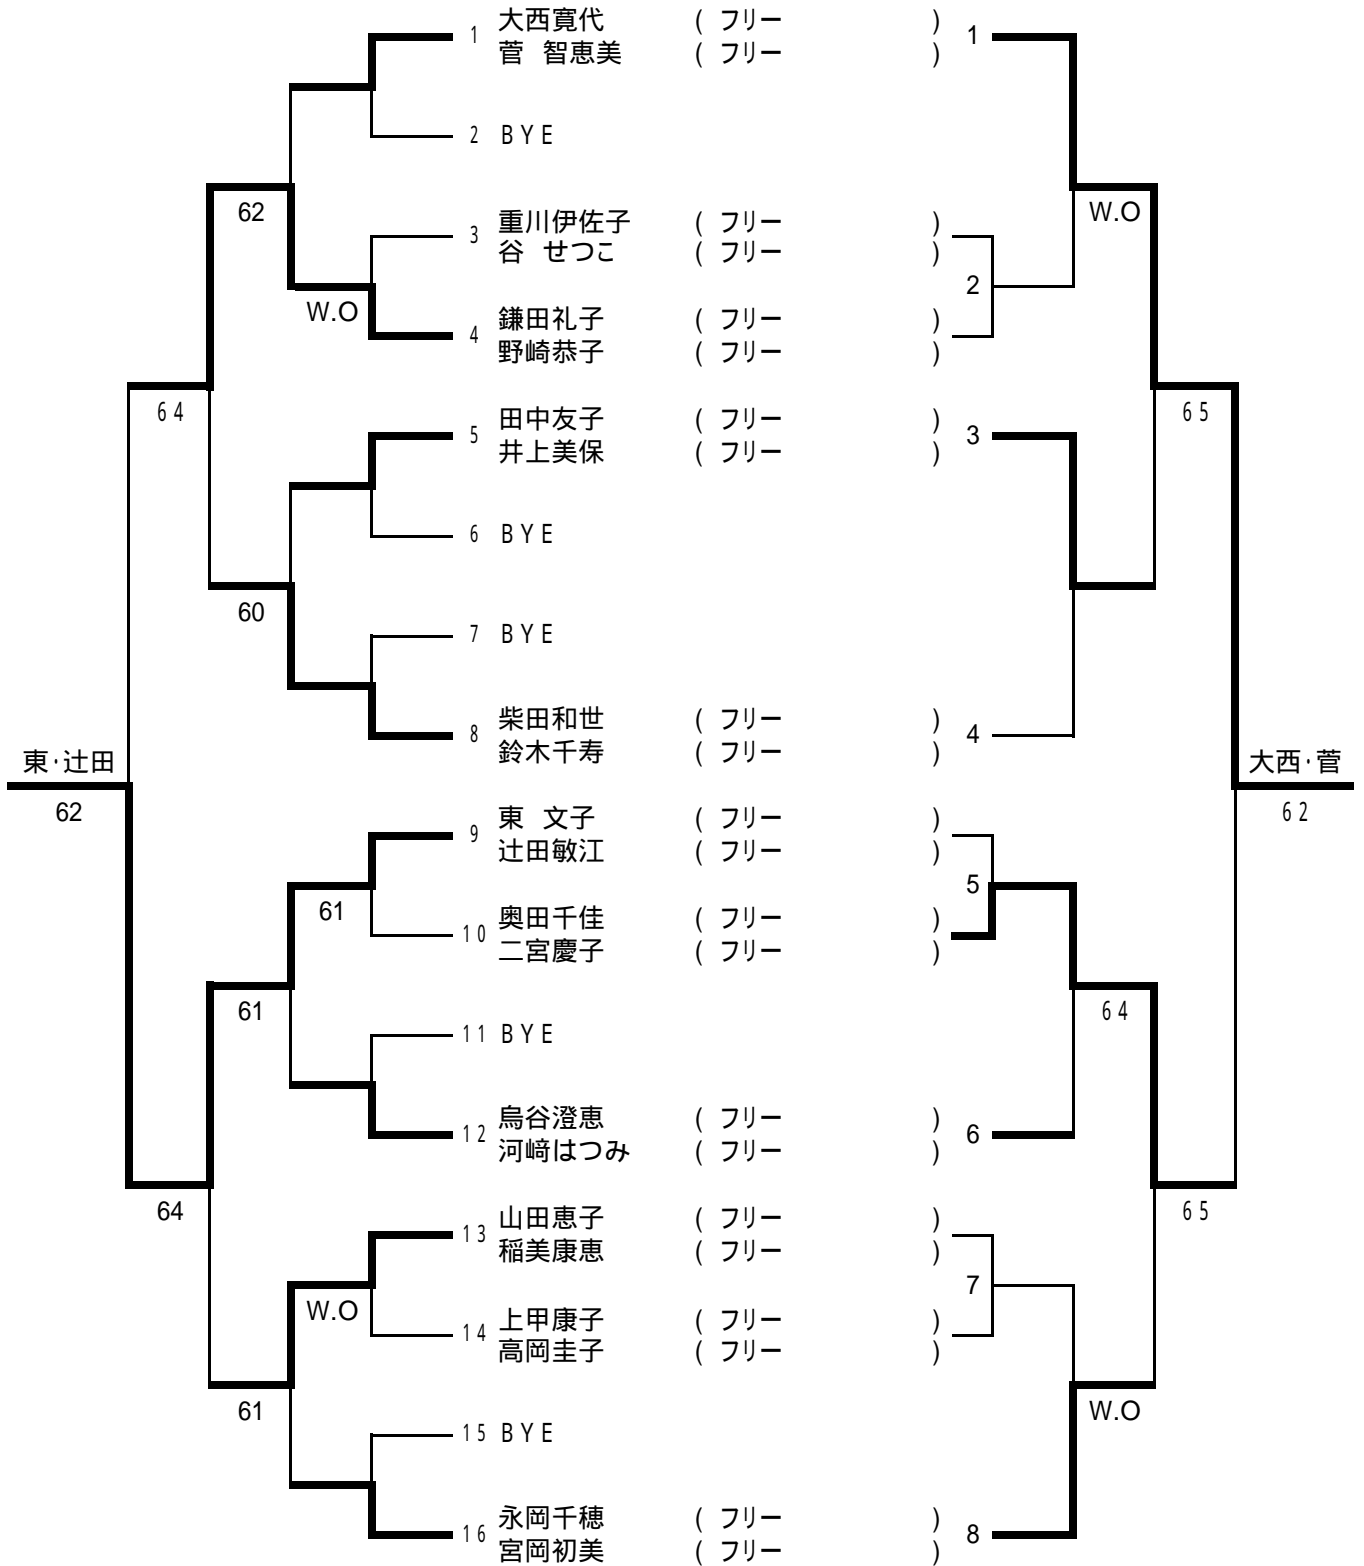 1 大西寛代 ( フリー ) 1
菅 智恵美 ( フリー )
2 BYE
62 W.O
3 重川伊佐子 ( フリー )
谷 せつこ ( フリー )
2
W.O
4 鎌田礼子 ( フリー )
野崎恭子 ( フリー )
64 65
5 田中友子 ( フリー ) 3
井上美保 ( フリー )
6 BYE
60
7 BYE
8 柴田和世 ( フリー ) 4
鈴木千寿 ( フリー )
東・辻田 大西・菅
62 62
9 東 文子 ( フリー )
辻田敏江 ( フリー )
61 5
10 奥田千佳 ( フリー )
二宮慶子 ( フリー )
61 64
11 BYE
12 烏谷澄恵 ( フリー ) 6
河﨑はつみ ( フリー )
64 65
13 山田恵子 ( フリー )
稲美康恵 ( フリー )
7
W.O
14 上甲康子 ( フリー )
高岡圭子 ( フリー )
61 W.O
15 BYE
16 永岡千穂 ( フリー ) 8
宮岡初美 ( フリー )